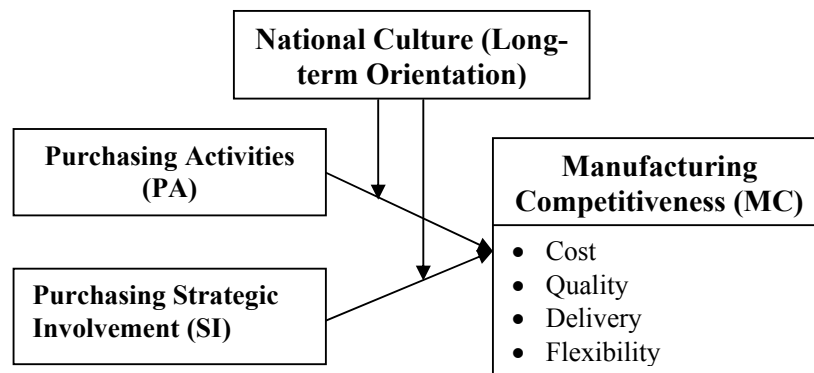 National Culture (Long-
term Orientation)
Purchasing Activities
(PA)
Manufacturing
Competitiveness (MC)
• Cost
• Quality
• Delivery
• Flexibility
Purchasing Strategic
Involvement (SI)